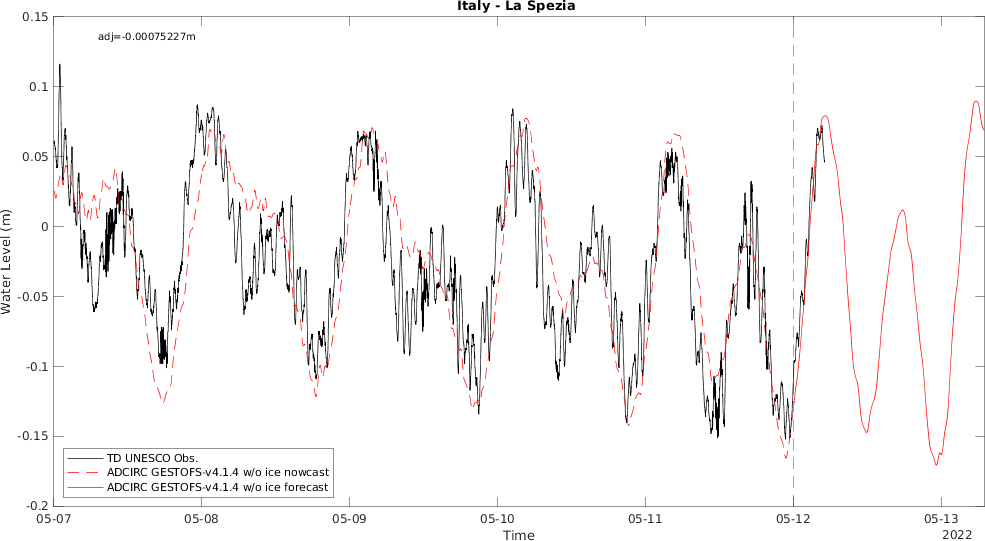 Italy - La Spezia
adj=-0.00075227m
0.15
0.1
0.05
0
-0.05
-0.1
-0.15
-0.2
Water Level (m)
TD UNESCO Obs.
ADCIRC GESTOFS-v4.1.4 w/o ice nowcast
ADCIRC GESTOFS-v4.1.4 w/o ice forecast
05-07 05-08 05-09 05-10 05-11 05-12 05-13
2022
Time